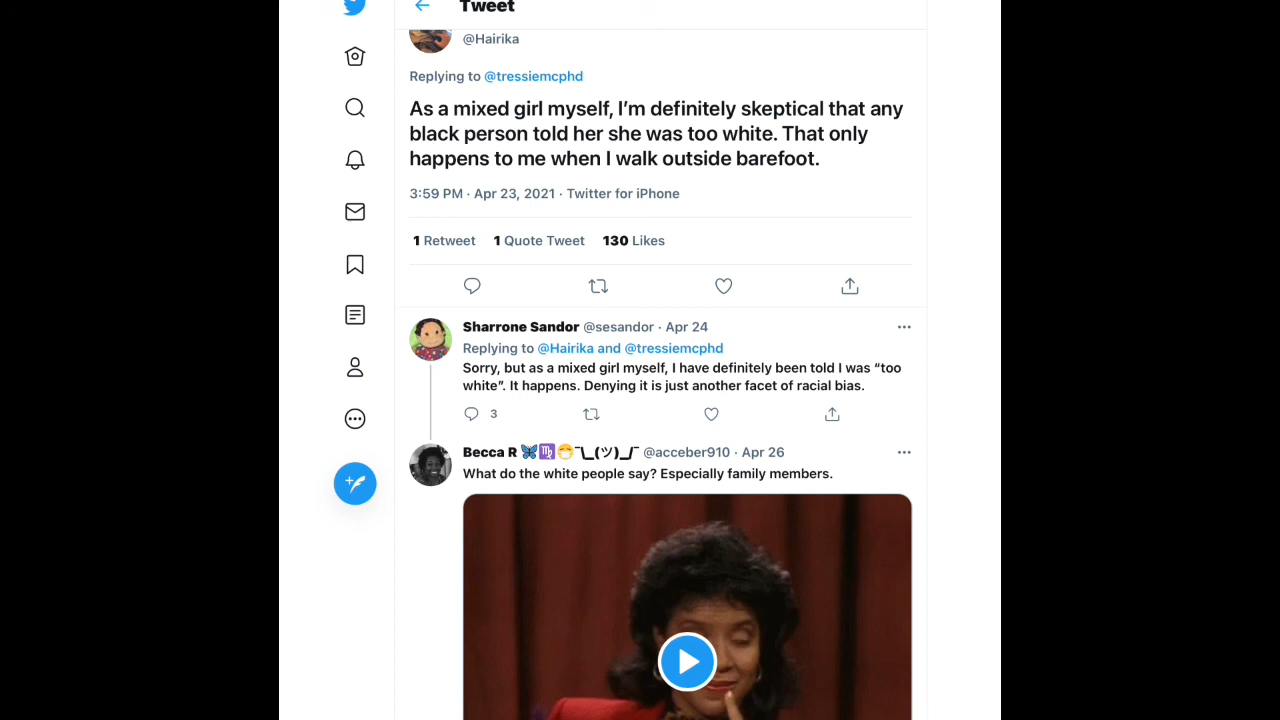 Tweet
@Hairika
Replying to @tressiemcphd
As a mixed girl myself, I’m definitely skeptical that any
black person told her she was too white. That only
happens to me when I walk outside barefoot.
3:59 PM · Apr 23, 2021 · Twitter for iPhone
1 Retweet 1 Quote Tweet 130 Likes
Sharrone Sandor @sesandor · Apr 24
Replying to @Hairika and @tressiemcphd
Sorry, but as a mixed girl myself, I have definitely been told I was “too
white”. It happens. Denying it is just another facet of racial bias.
3
Becca R 🦋♍😷¯\_(ツ)_/¯ @acceber910 · Apr 26
What do the white people say? Especially family members.